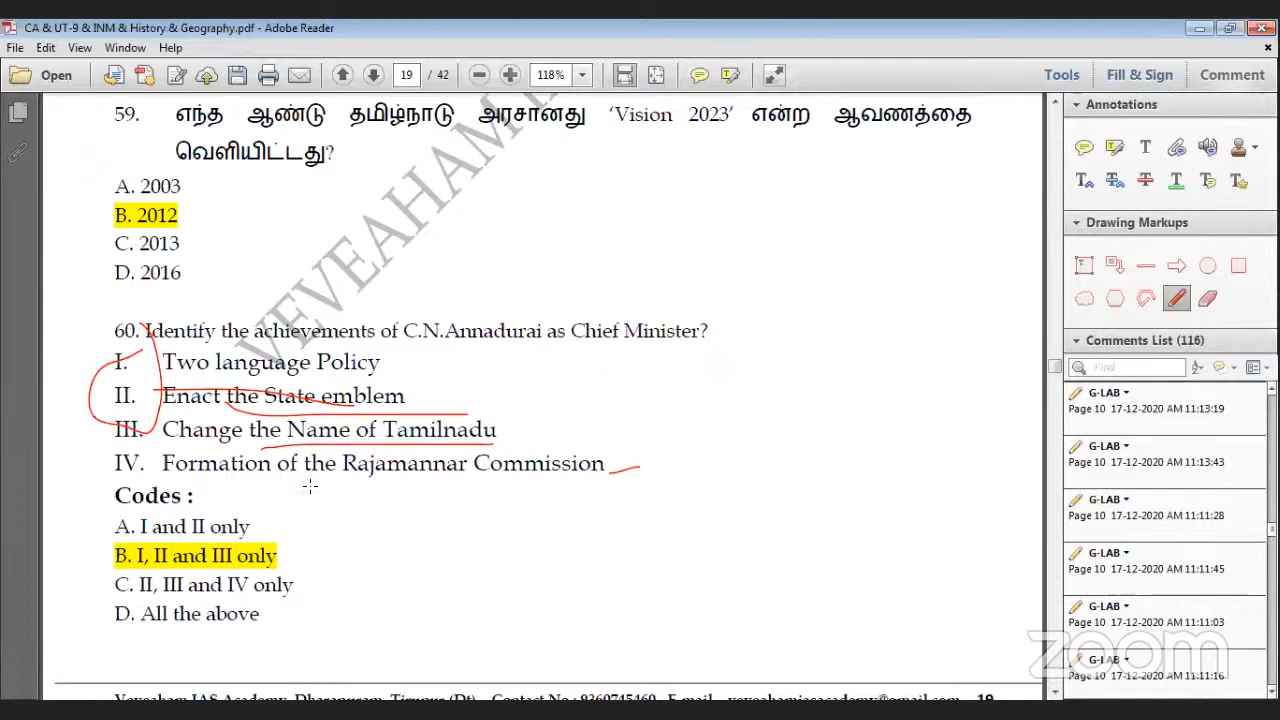 CA & UT-9 & INM & History & Geography.pdf - Adobe Reader
File Edit View Window Help
Open 19 / 42 118% Tools Fill & Sign Comment
59. எந்த ஆண்டு தமிழ்நாடு அரசானது ‘Vision 2023’ என்ற ஆவணத்தை
வெளியிட்டது?
A. 2003
B. 2012
C. 2013
D. 2016
60. Identify the achievements of C.N.Annadurai as Chief Minister?
I. Two language Policy
II. Enact the State emblem
III. Change the Name of Tamilnadu
IV. Formation of the Rajamannar Commission
Codes :
A. I and II only
B. I, II and III only
C. II, III and IV only
D. All the above
VEVEAHAM
Annotations
Drawing Markups
Comments List (116)
Find
G-LAB
Page 10 17-12-2020 AM 11:13:19
G-LAB
Page 10 17-12-2020 AM 11:13:43
G-LAB
Page 10 17-12-2020 AM 11:11:28
G-LAB
Page 10 17-12-2020 AM 11:11:45
G-LAB
Page 10 17-12-2020 AM 11:11:03
G-LAB
Page 10 17-12-2020 AM 11:11:16
zoom